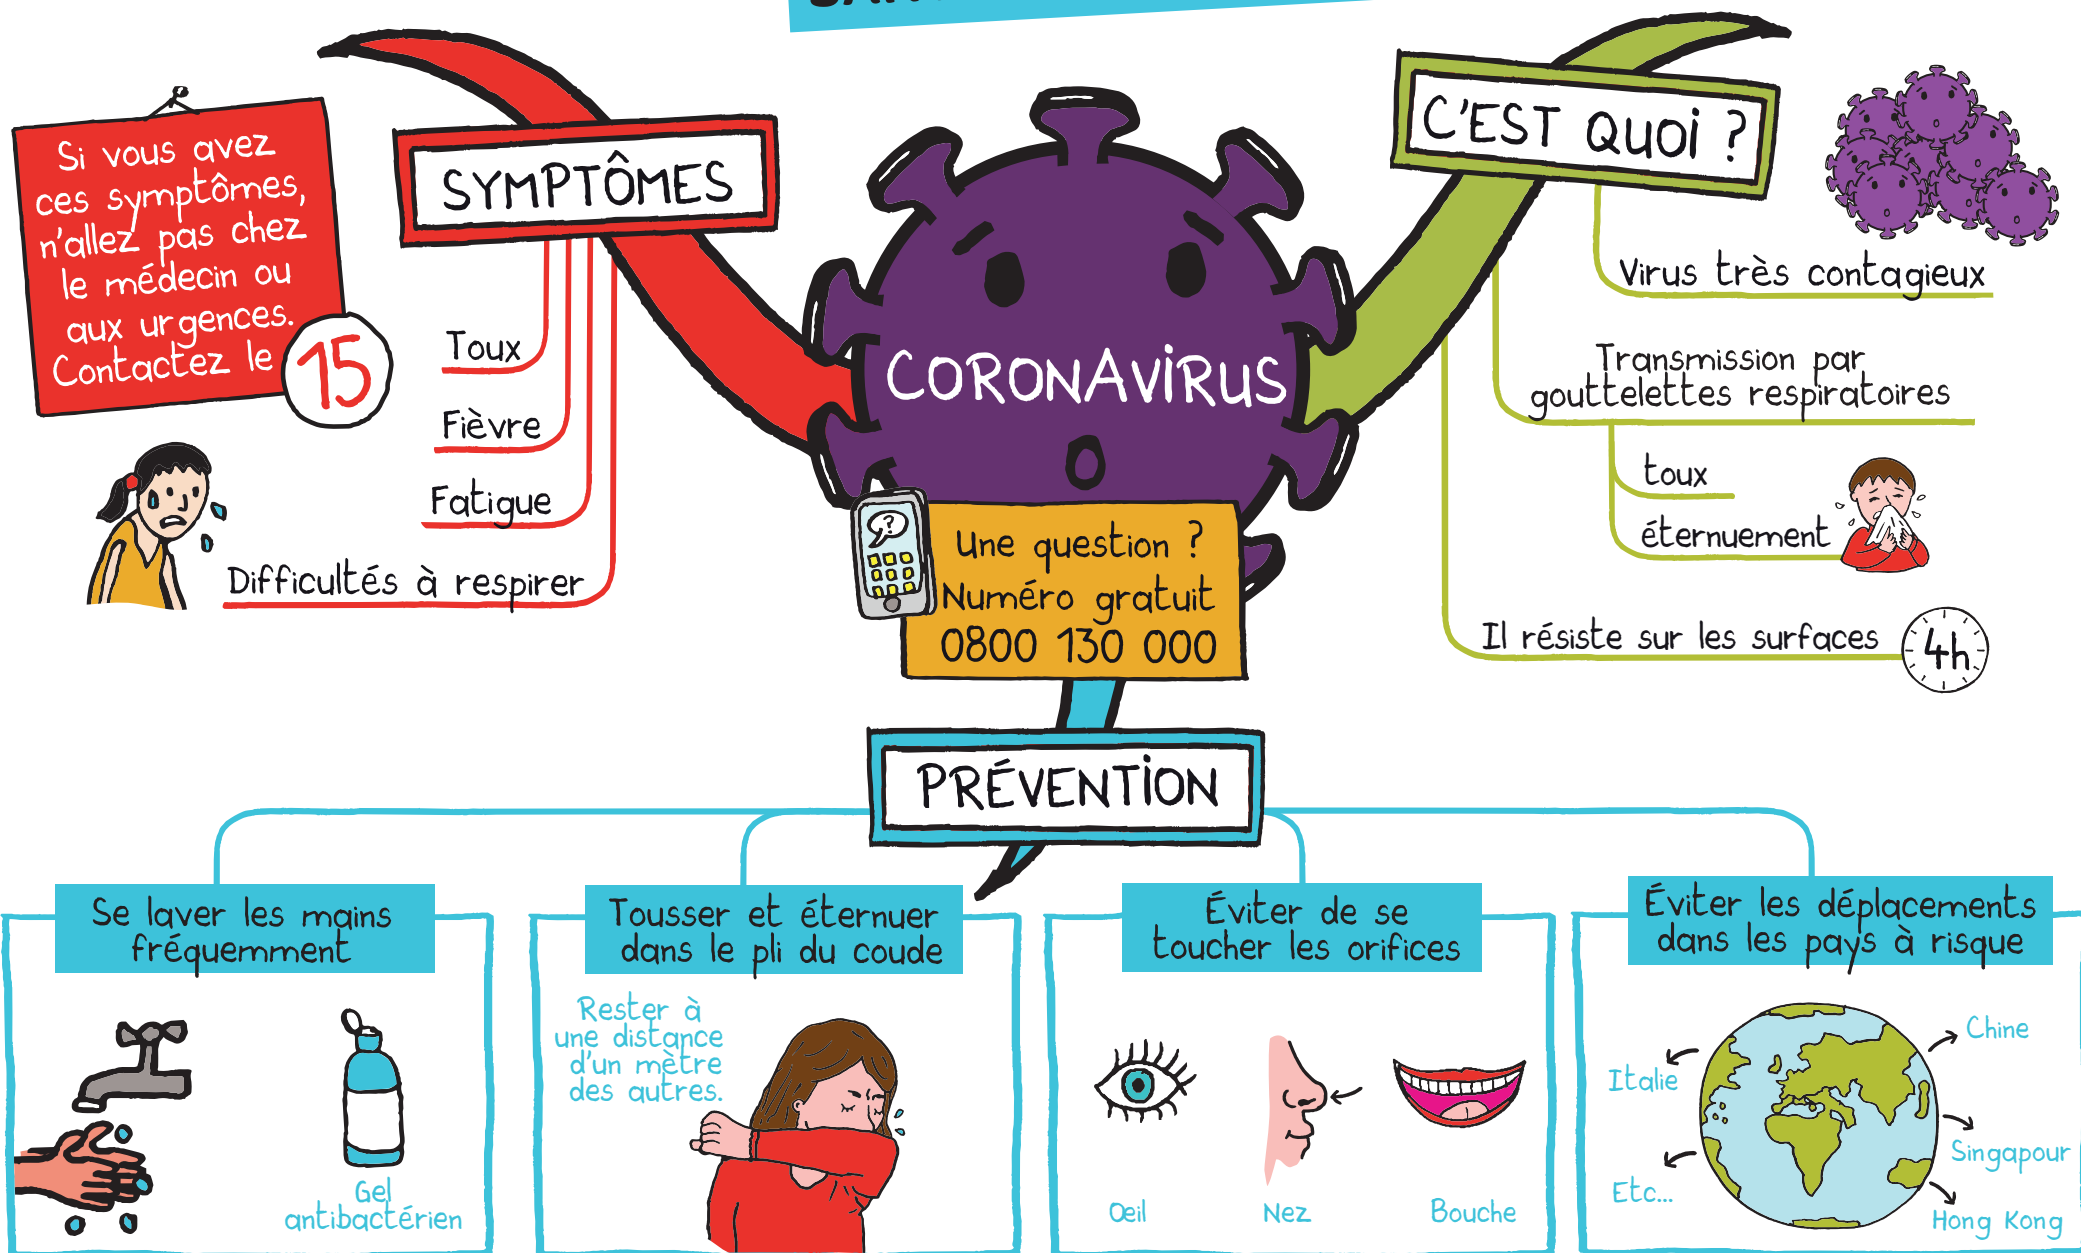 Si vous avez
ces symptômes,
n'allez pas chez
le médecin ou
aux urgences.
Contactez le
15
SYMPTÔMES
Toux
Fièvre
Fatigue
Difficultés à respirer
CORONAVIRUS
Une question ?
Numéro gratuit
0800 130 000
C'EST QUOI ?
Virus très contagieux
Transmission par
gouttelettes respiratoires
toux
éternuement
Il résiste sur les surfaces
4h
PRÉVENTION
Se laver les mains
fréquemment
Gel
antibactérien
Tousser et éternuer
dans le pli du coude
Rester à
une distance
d'un mètre
des autres.
Éviter de se
toucher les orifices
Œil
Nez
Bouche
Éviter les déplacements
dans les pays à risque
Chine
Italie
Singapour
Etc...
Hong Kong
?